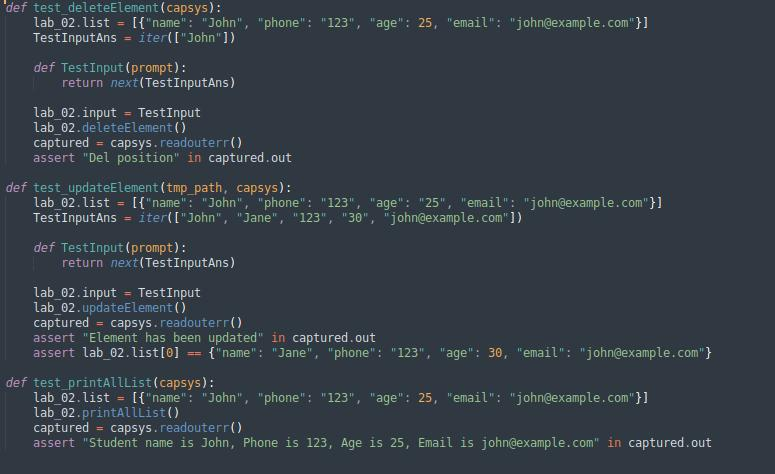 def test_deleteElement(capsys):
    lab_02.list = [{"name": "John", "phone": "123", "age": 25, "email": "john@example.com"}]
    TestInputAns = iter(["John"])
    def TestInput(prompt):
        return next(TestInputAns)
    lab_02.input = TestInput
    lab_02.deleteElement()
    captured = capsys.readouterr()
    assert "Del position" in captured.out
def test_updateElement(tmp_path, capsys):
    lab_02.list = [{"name": "John", "phone": "123", "age": "25", "email": "john@example.com"}]
    TestInputAns = iter(["John", "Jane", "123", "30", "john@example.com"])
    def TestInput(prompt):
        return next(TestInputAns)
    lab_02.input = TestInput
    lab_02.updateElement()
    captured = capsys.readouterr()
    assert "Element has been updated" in captured.out
    assert lab_02.list[0] == {"name": "Jane", "phone": "123", "age": 30, "email": "john@example.com"}
def test_printAllList(capsys):
    lab_02.list = [{"name": "John", "phone": "123", "age": 25, "email": "john@example.com"}]
    lab_02.printAllList()
    captured = capsys.readouterr()
    assert "Student name is John, Phone is 123, Age is 25, Email is john@example.com" in captured.out